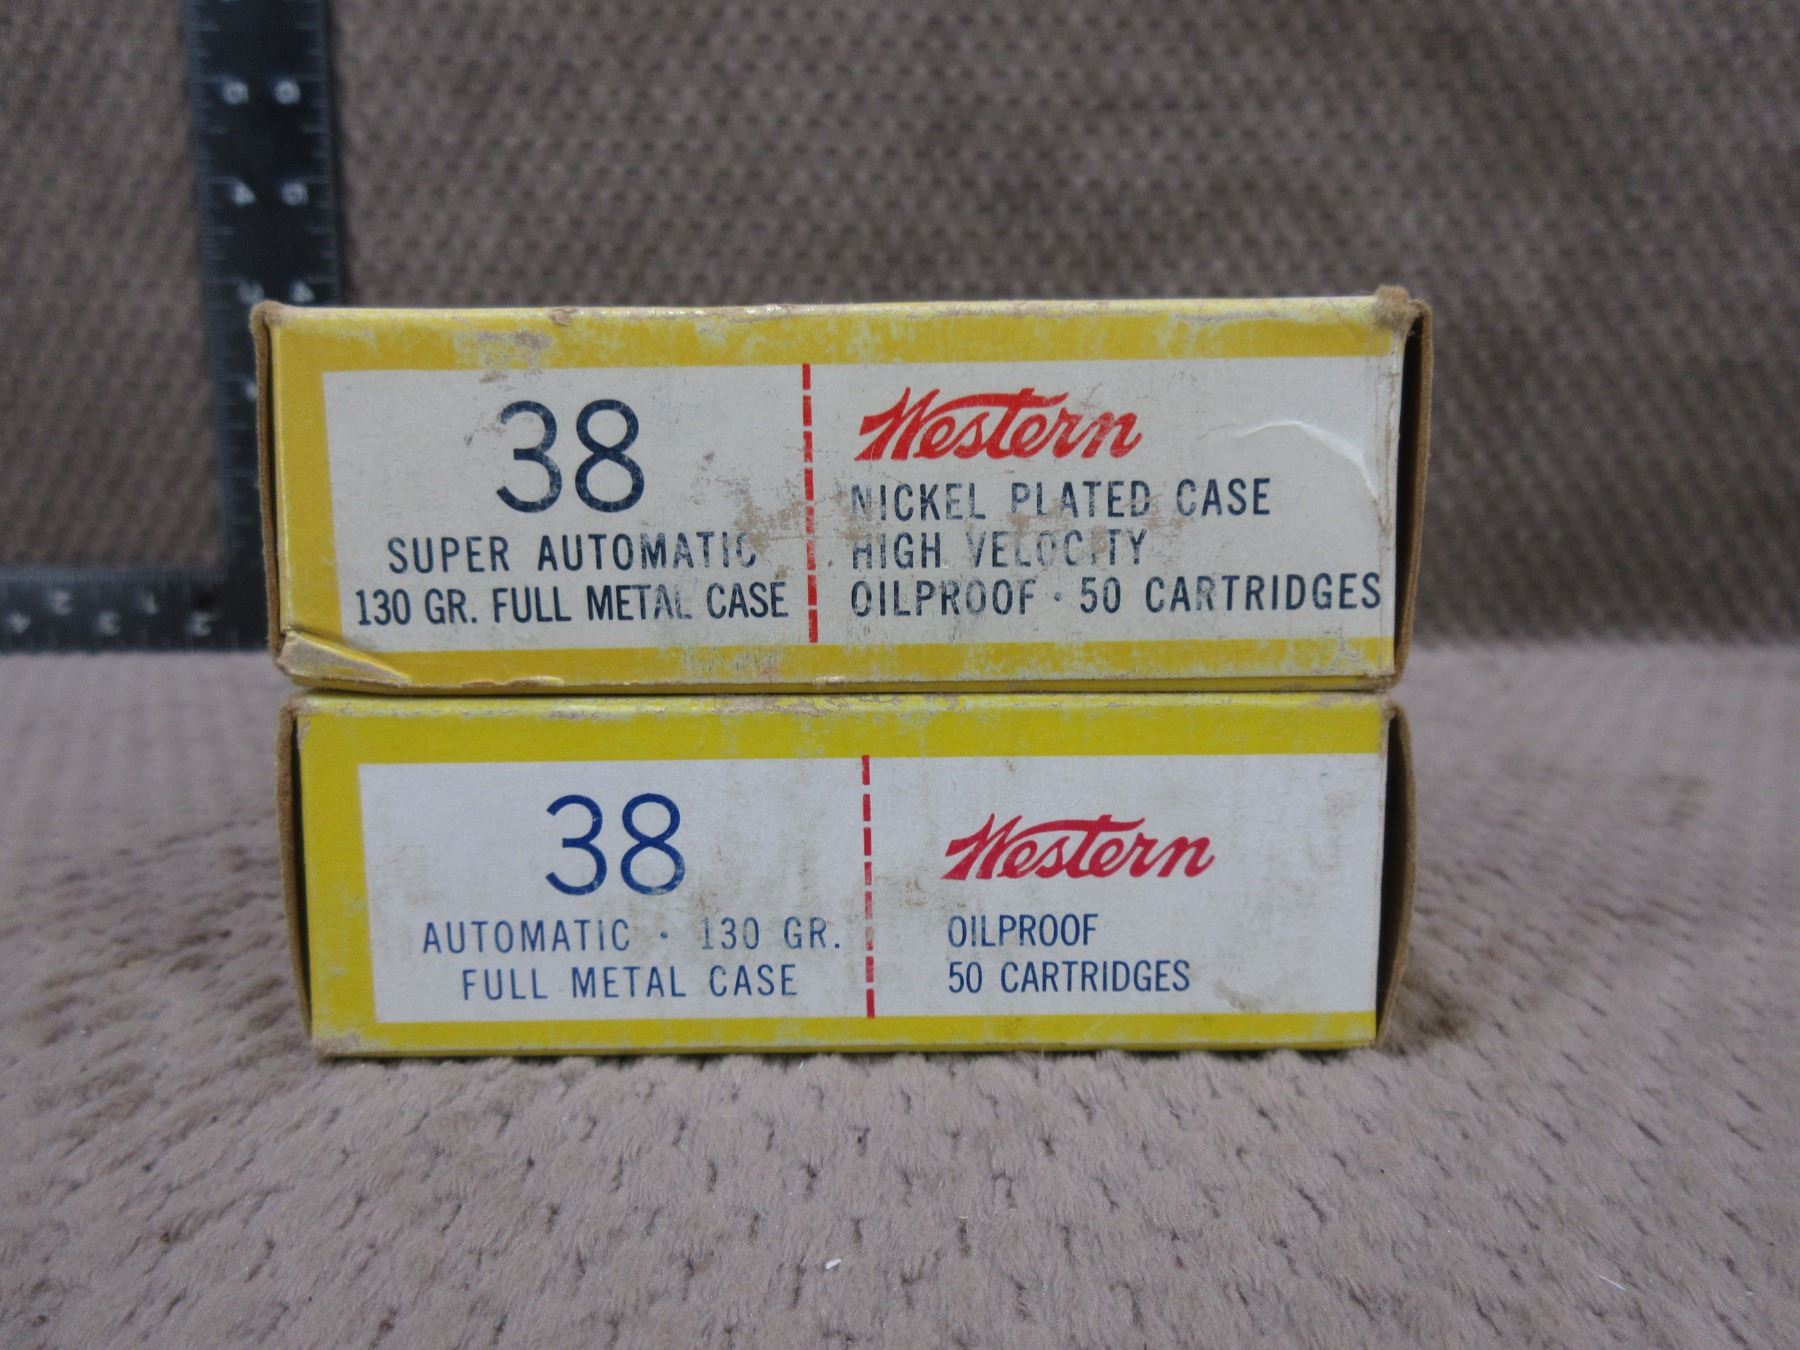 38
SUPER AUTOMATIC
130 GR. FULL METAL CASE
Western
NICKEL PLATED CASE
HIGH VELOCITY
OILPROOF · 50 CARTRIDGES
38
AUTOMATIC · 130 GR.
FULL METAL CASE
Western
OILPROOF
50 CARTRIDGES